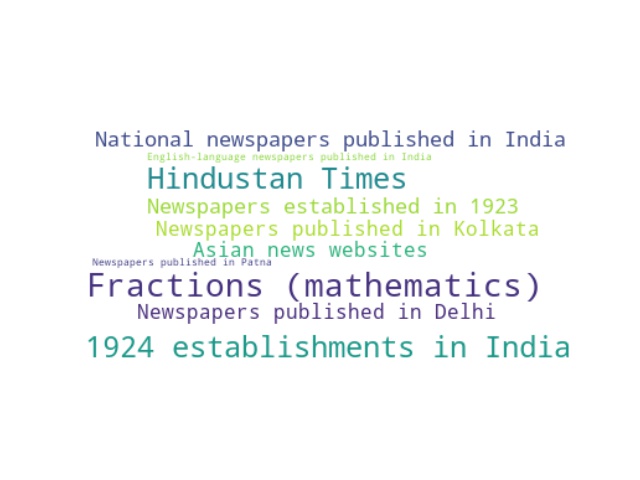 National newspapers published in India
English-language newspapers published in India
Hindustan Times
Newspapers established in 1923
Newspapers published in Kolkata
Asian news websites
Newspapers published in Patna
Fractions (mathematics)
Newspapers published in Delhi
1924 establishments in India